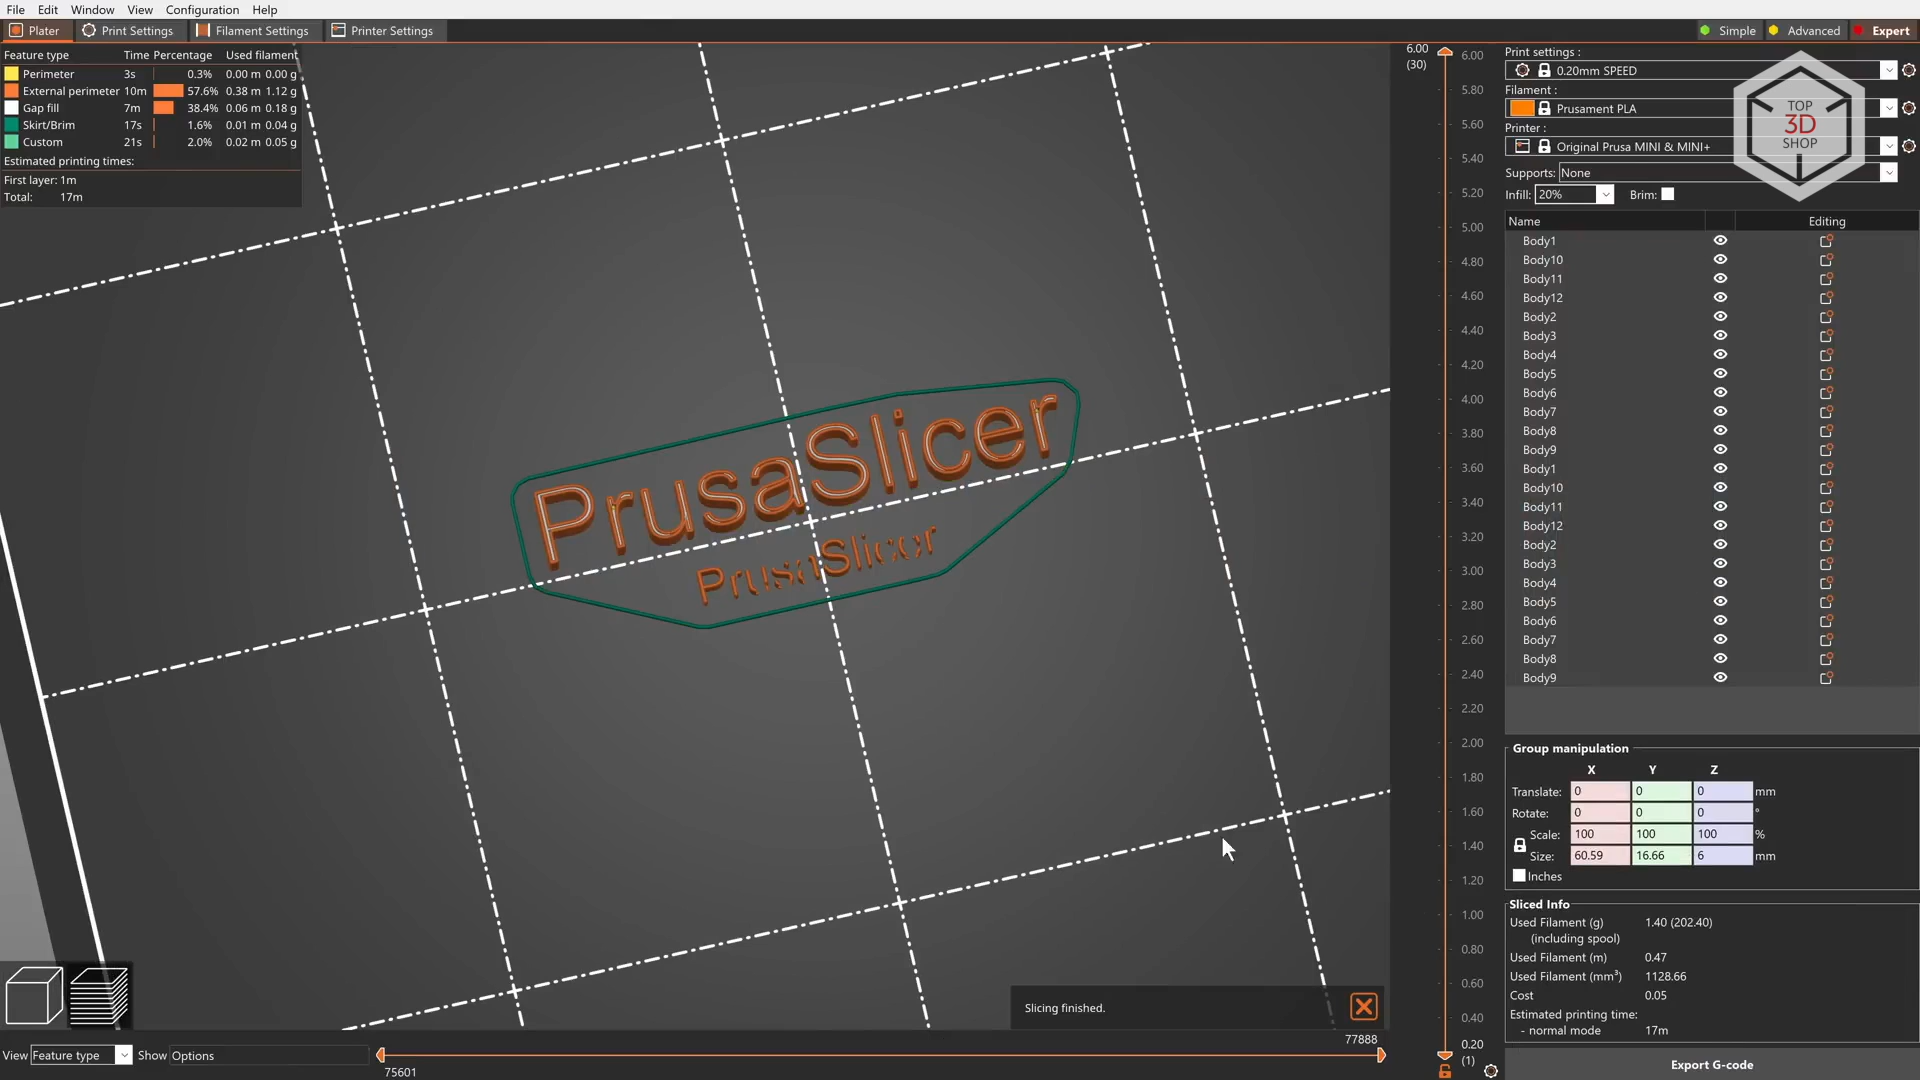 File Edit Window View Configuration Help
Plater Print Settings Filament Settings Printer Settings Simple Advanced Expert
Feature type Time Percentage Used filament
Perimeter 3s 0.3% 0.00 m 0.00 g
External perimeter 10m 57.6% 0.38 m 1.12 g
Gap fill 7m 38.4% 0.06 m 0.18 g
Skirt/Brim 17s 1.6% 0.01 m 0.04 g
Custom 21s 2.0% 0.02 m 0.05 g
Estimated printing times:
First layer: 1m
Total: 17m
PrusaSlicer
6.00
(30)
6.00
5.80
5.60
5.40
5.20
5.00
4.80
4.60
4.40
4.20
4.00
3.80
3.60
3.40
3.20
3.00
2.80
2.60
2.40
2.20
2.00
1.80
1.60
1.40
1.20
1.00
0.80
0.60
0.40
0.20
(1)
Print settings :
0.20mm SPEED
Filament :
Prusament PLA
Printer :
Original Prusa MINI & MINI+
Supports: None
Infill: 20% Brim:
TOP
3D
SHOP
Name Editing
Body1
Body10
Body11
Body12
Body2
Body3
Body4
Body5
Body6
Body7
Body8
Body9
Body1
Body10
Body11
Body12
Body2
Body3
Body4
Body5
Body6
Body7
Body8
Body9
Group manipulation
X Y Z
Translate: 0 0 0 mm
Rotate: 0 0 0 °
Scale: 100 100 100 %
Size: 60.59 16.66 6 mm
Inches
Sliced Info
Used Filament (g) 1.40 (202.40)
(including spool)
Used Filament (m) 0.47
Used Filament (mm³) 1128.66
Cost 0.05
Estimated printing time:
- normal mode 17m
Export G-code
Slicing finished.
View Feature type Show Options
77888
75601